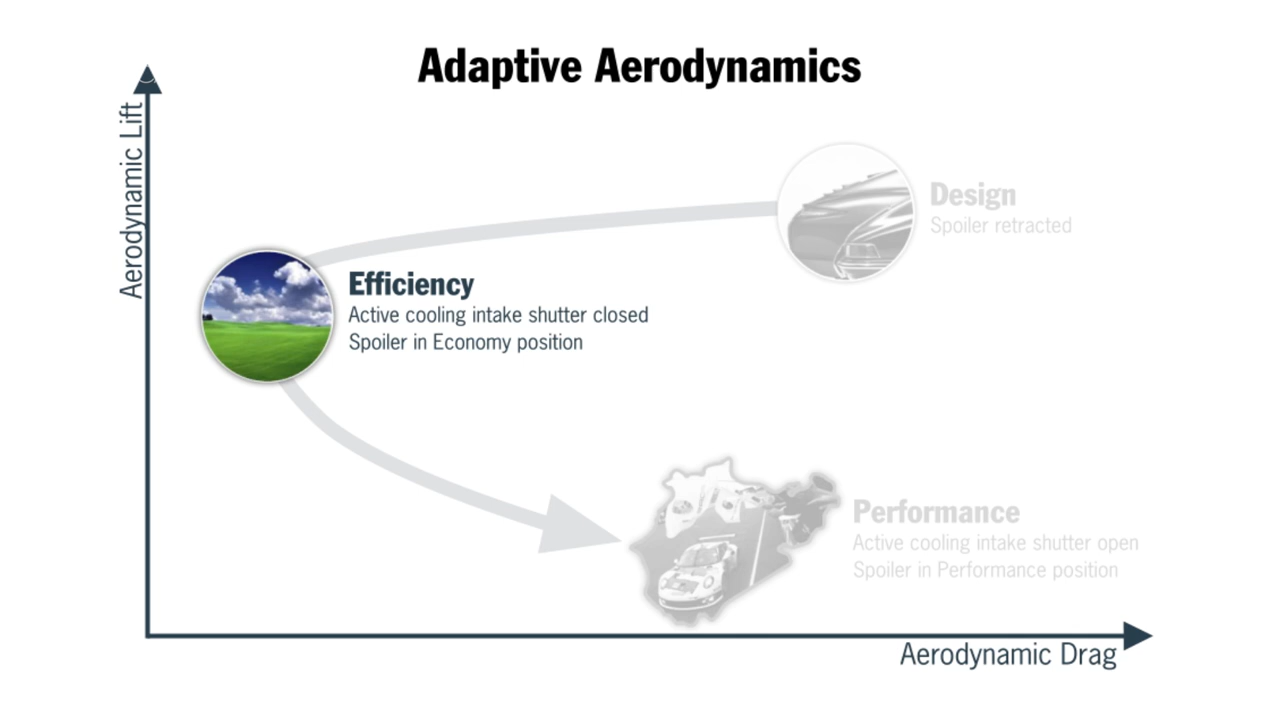 Adaptive Aerodynamics
Aerodynamic Lift
Design
Spoiler retracted
Efficiency
Active cooling intake shutter closed
Spoiler in Economy position
Performance
Active cooling intake shutter open
Spoiler in Performance position
Aerodynamic Drag